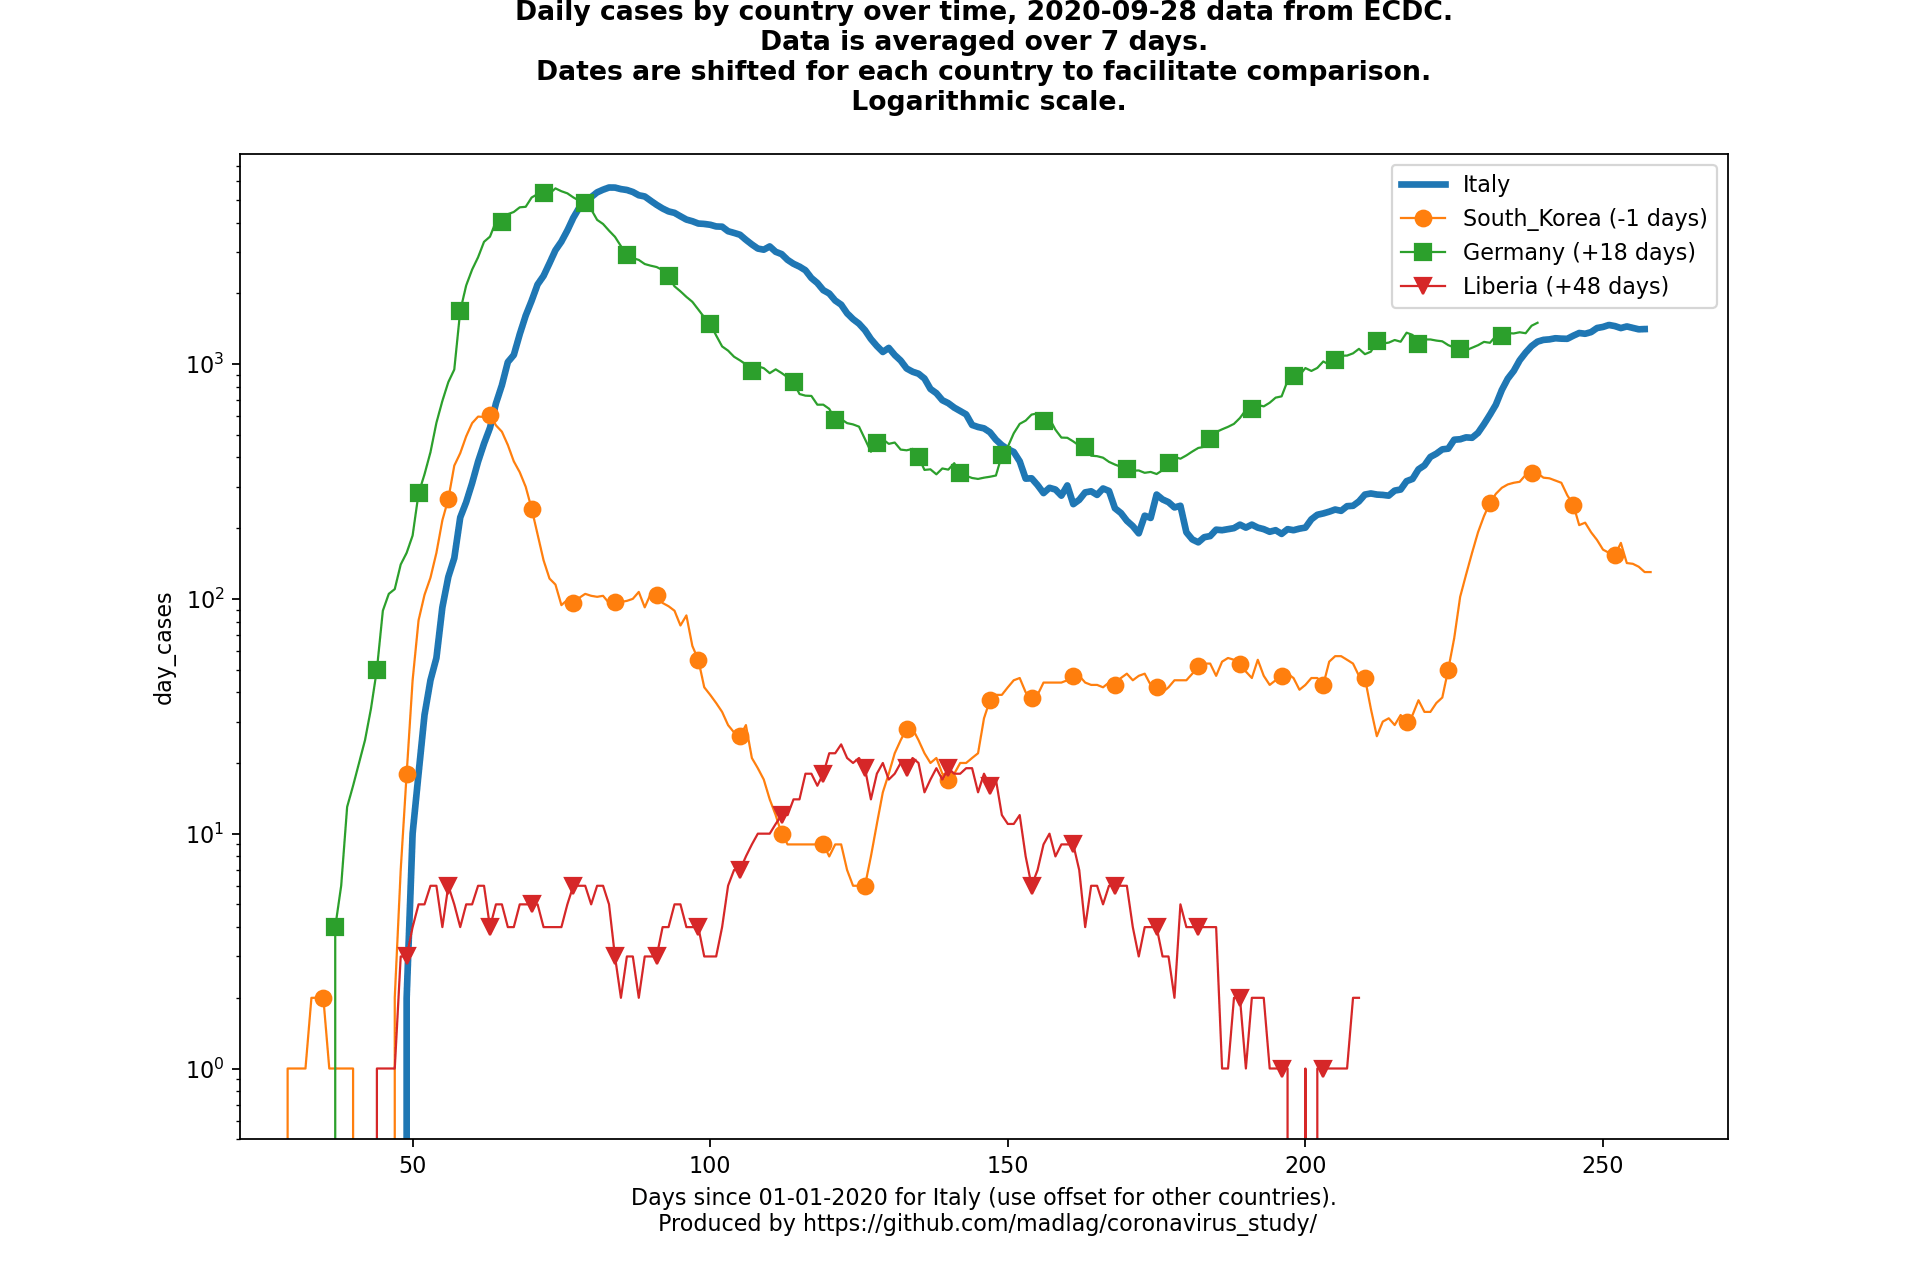 Daily cases by country over time, 2020-09-28 data from ECDC.
Data is averaged over 7 days.
Dates are shifted for each country to facilitate comparison.
Logarithmic scale.
Italy
South_Korea (-1 days)
Germany (+18 days)
Liberia (+48 days)
10³
10²
10¹
10⁰
day_cases
50 100 150 200 250
Days since 01-01-2020 for Italy (use offset for other countries).
Produced by https://github.com/madlag/coronavirus_study/